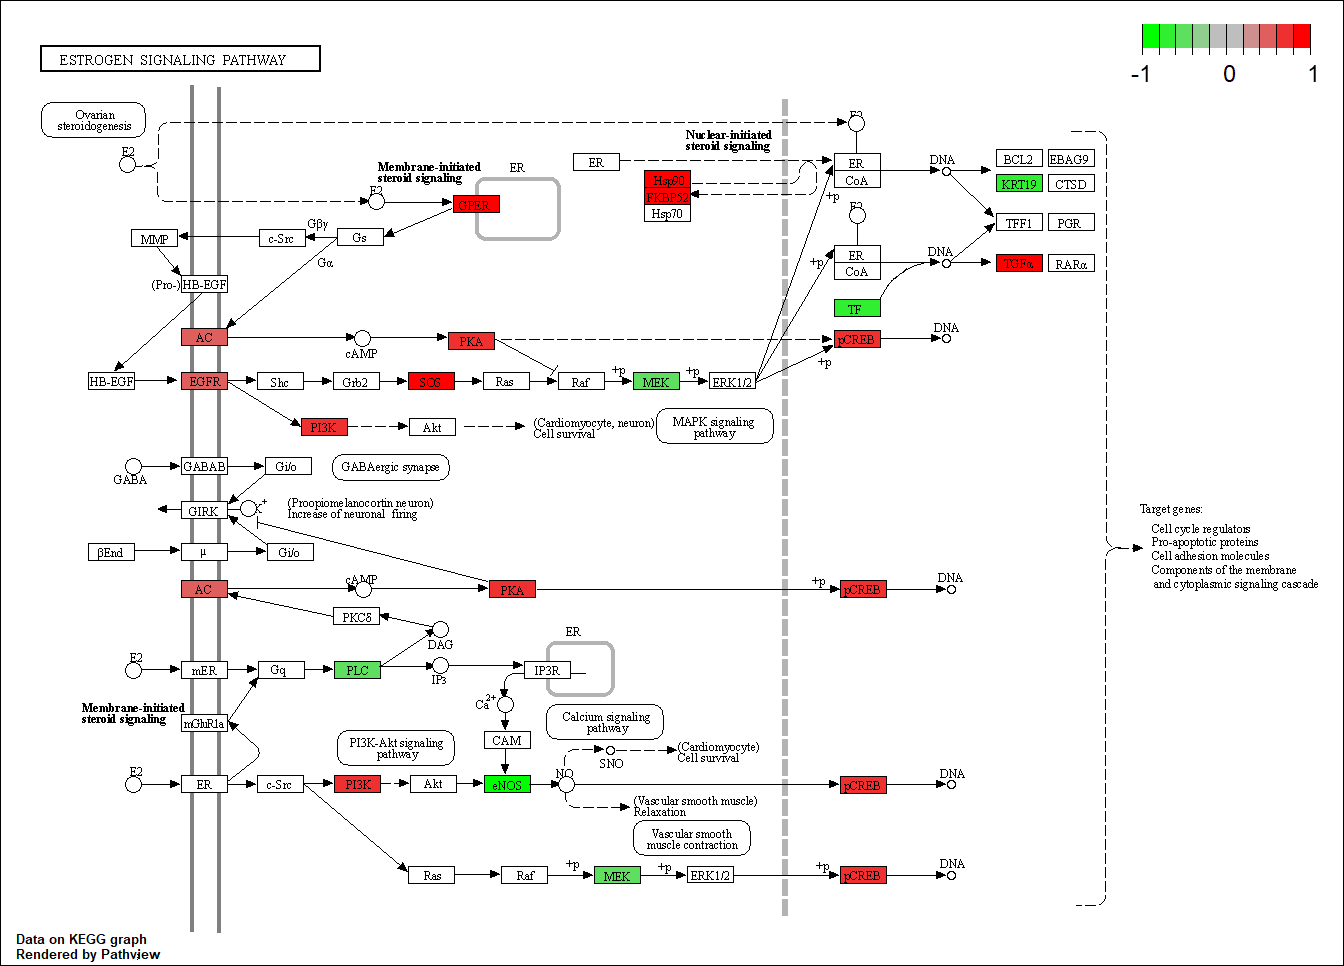 ESTROGEN SIGNALING PATHWAY
-1 0 1
Ovarian
steroidogenesis
E2
E2
Membrane-initiated
steroid signaling
E2
GPER
ER
ER
Nuclear-initiated
steroid signaling
Hsp90
FKBP52
Hsp70
ER
CoA
DNA
BCL2 EBAG9
KRT19 CTSD
+p
E2
TFF1 PGR
MMP
c-Src
Gβγ
Gs
Gα
ER
CoA
+p
DNA
TGFα RARα
(Pro-) HB-EGF
TF
AC
cAMP
PKA
pCREB
DNA
+p
HB-EGF
EGFR
Shc
Grb2
SOS
Ras
Raf
+p
MEK
+p
ERK1/2
PI3K
Akt
(Cardiomyocyte, neuron)
Cell survival
MAPK signaling
pathway
GABA
GABAB
Gi/o
GABAergic synapse
GIRK
K+
(Propiomelanocortin neuron)
Increase of neuronal firing
βEnd
μ
Gi/o
Target genes:
Cell cycle regulators
Pro-apoptotic proteins
Cell adhesion molecules
Components of the membrane
and cytoplasmic signaling cascade
AC
cAMP
PKA
+p
pCREB
DNA
PKCδ
DAG
E2
mER
Gq
PLC
IP3
ER
IP3R
Ca2+
Membrane-initiated
steroid signaling
mGluR1a
PI3K-Akt signaling
pathway
CAM
Calcium signaling
pathway
SNO
(Cardiomyocyte)
Cell survival
E2
ER
c-Src
PI3K
Akt
eNOS
NO
pCREB
DNA
(Vascular smooth muscle)
Relaxation
Vascular smooth
muscle contraction
Ras
Raf
+p
MEK
+p
ERK1/2
+p
pCREB
DNA
Data on KEGG graph
Rendered by Pathview